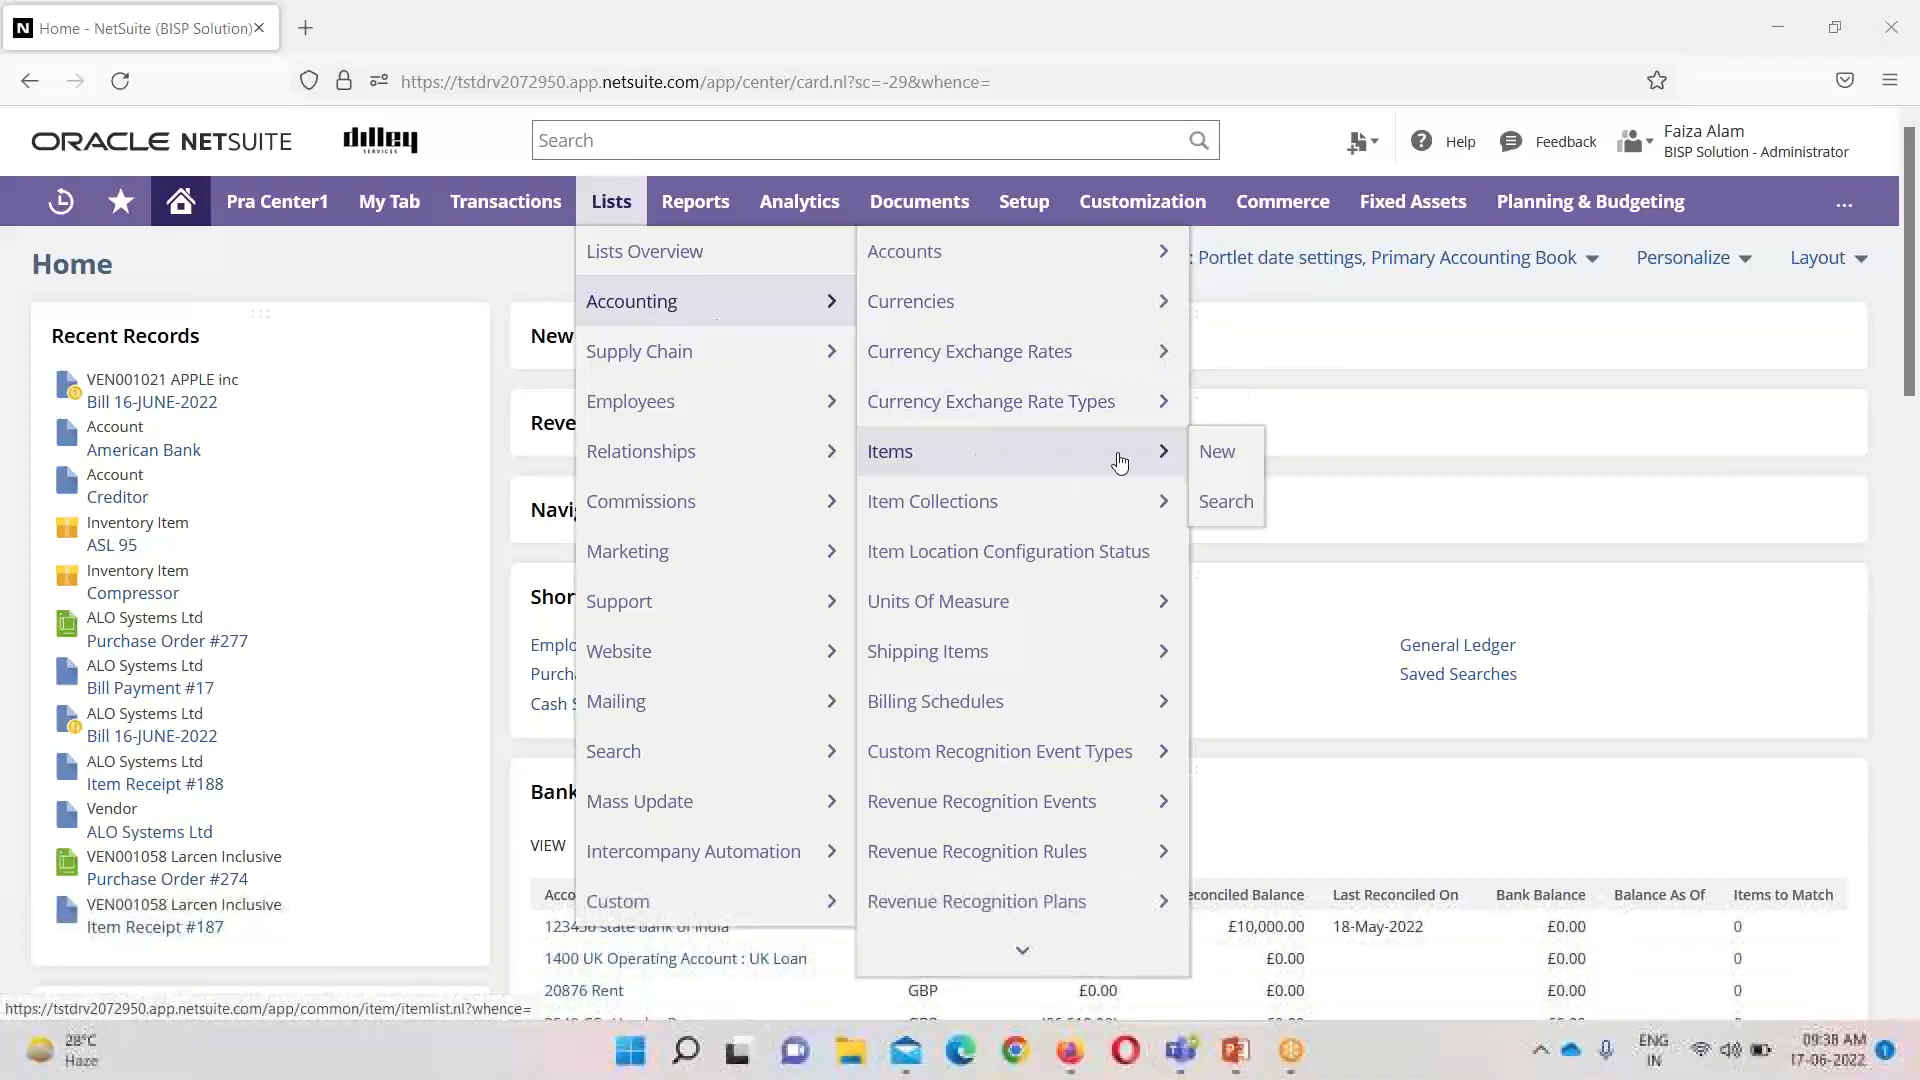 Home - NetSuite (BISP Solution)
https://tstdrv2072950.app.netsuite.com/app/center/card.nl?sc=-29&whence=
ORACLE NETSUITE
dilley
SERVICES
Search
Help
Feedback
Faiza Alam
BISP Solution - Administrator
Pra Center1
My Tab
Transactions
Lists
Reports
Analytics
Documents
Setup
Customization
Commerce
Fixed Assets
Planning & Budgeting
...
Home
: Portlet date settings, Primary Accounting Book
Personalize
Layout
Recent Records
VEN001021 APPLE inc
Bill 16-JUNE-2022
Account
American Bank
Account
Creditor
Inventory Item
ASL 95
Inventory Item
Compressor
ALO Systems Ltd
Purchase Order #277
ALO Systems Ltd
Bill Payment #17
ALO Systems Ltd
Bill 16-JUNE-2022
ALO Systems Ltd
Item Receipt #188
Vendor
ALO Systems Ltd
VEN001058 Larcen Inclusive
Purchase Order #274
VEN001058 Larcen Inclusive
Item Receipt #187
Lists Overview
Accounting
Supply Chain
Employees
Relationships
Commissions
Marketing
Support
Website
Mailing
Search
Mass Update
Intercompany Automation
Custom
Accounts
Currencies
Currency Exchange Rates
Currency Exchange Rate Types
Items
Item Collections
Item Location Configuration Status
Units Of Measure
Shipping Items
Billing Schedules
Custom Recognition Event Types
Revenue Recognition Events
Revenue Recognition Rules
Revenue Recognition Plans
New
Search
New
Reve
Navi
Shor
Emplo
Purch
Cash S
General Ledger
Saved Searches
Bank
VIEW
Acco
econciled Balance
Last Reconciled On
Bank Balance
Balance As Of
Items to Match
123456 state bank of India
£10,000.00
18-May-2022
£0.00
0
1400 UK Operating Account : UK Loan
£0.00
£0.00
0
20876 Rent
GBP
£0.00
£0.00
£0.00
0
https://tstdrv2072950.app.netsuite.com/app/common/item/itemlist.nl?whence=
28°C
Haze
ENG
IN
09:38 AM
17-06-2022
1